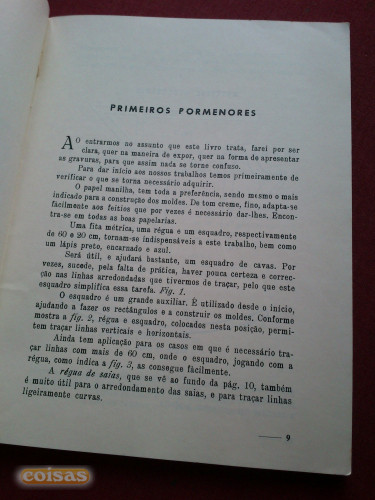 PRIMEIROS PORMENORES
AO entrarmos no assunto que este livro trata, farei por ser
clara, quer na maneira de expor, quer na forma de apresentar
as gravuras, para que assim nada se torne confuso.
Para dar início aos nossos trabalhos temos primeiramente de
verificar o que se torna necessário adquirir.
O papel manilha, tem toda a preferência, sendo mesmo o mais
indicado para a construção dos moldes. De tom creme, fino, adapta-se
fàcilmente aos feitios que por vezes é necessário dar-lhes. Encon-
tra-se em todas as boas papelarias.
Uma fita métrica, uma régua e um esquadro, respectivamente
de 60 e 20 cm, tornam-se indispensáveis a este trabalho, bem como
um lápis preto, encarnado e azul.
Será útil, e ajudará bastante, um esquadro de cavas. Por
vezes, sucede, pela falta de prática, haver pouca certeza e correc-
ção nas linhas arredondadas que tivermos de traçar, pelo que este
esquadro simplifica essa tarefa. Fig. 1.
O esquadro é um grande auxiliar. É utilizado desde o início,
ajudando a fazer os rectângulos e a construir os moldes. Conforme
mostra a fig. 2, régua e esquadro, colocados nesta posição, permi-
tem traçar linhas verticais e horizontais.
Ainda tem aplicação para os casos em que é necessário tra-
çar linhas com mais de 60 cm, onde o esquadro, jogando com a
régua, como indica a fig. 3, as consegue fàcilmente.
A régua de saias, que se vê ao fundo da pág. 10, também
é muito útil para o arredondamento das saias, e para traçar linhas
ligeiramente curvas.
9
coisas